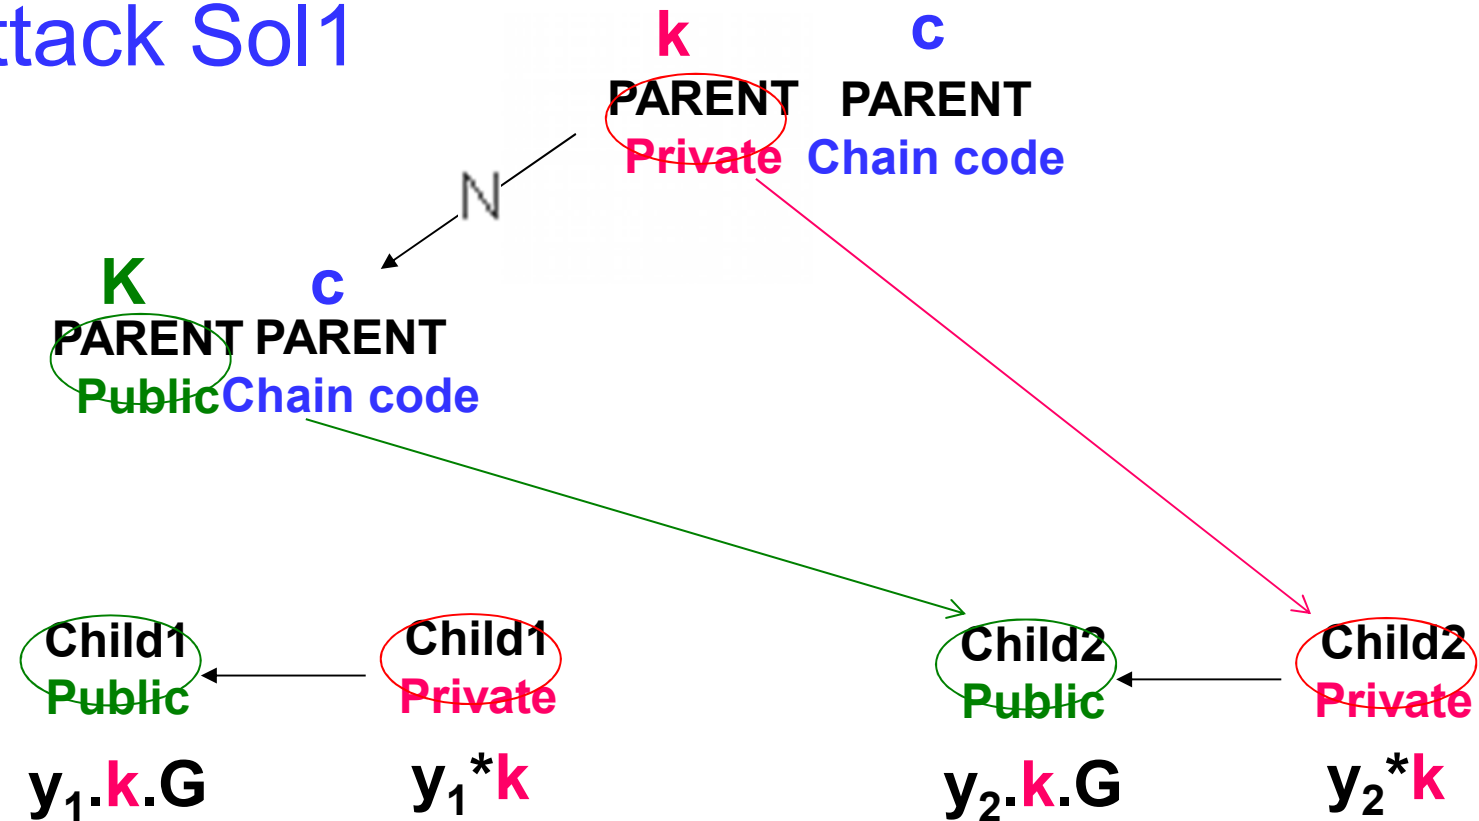 ttack Sol1
k c
PARENT PARENT
Private Chain code
N
K c
PARENT PARENT
Public Chain code
Child1 Child1 Child2 Child2
Public Private Public Private
y₁.k.G y₁*k y₂.k.G y₂*k